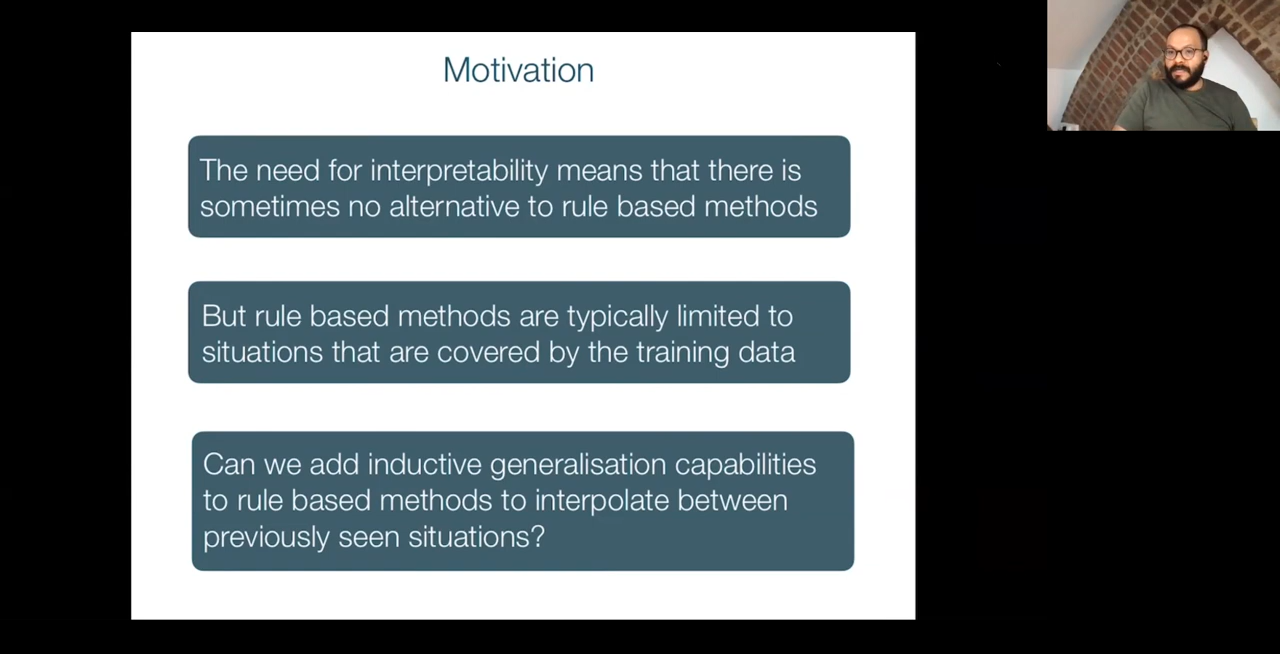 Motivation
The need for interpretability means that there is
sometimes no alternative to rule based methods
But rule based methods are typically limited to
situations that are covered by the training data
Can we add inductive generalisation capabilities
to rule based methods to interpolate between
previously seen situations?